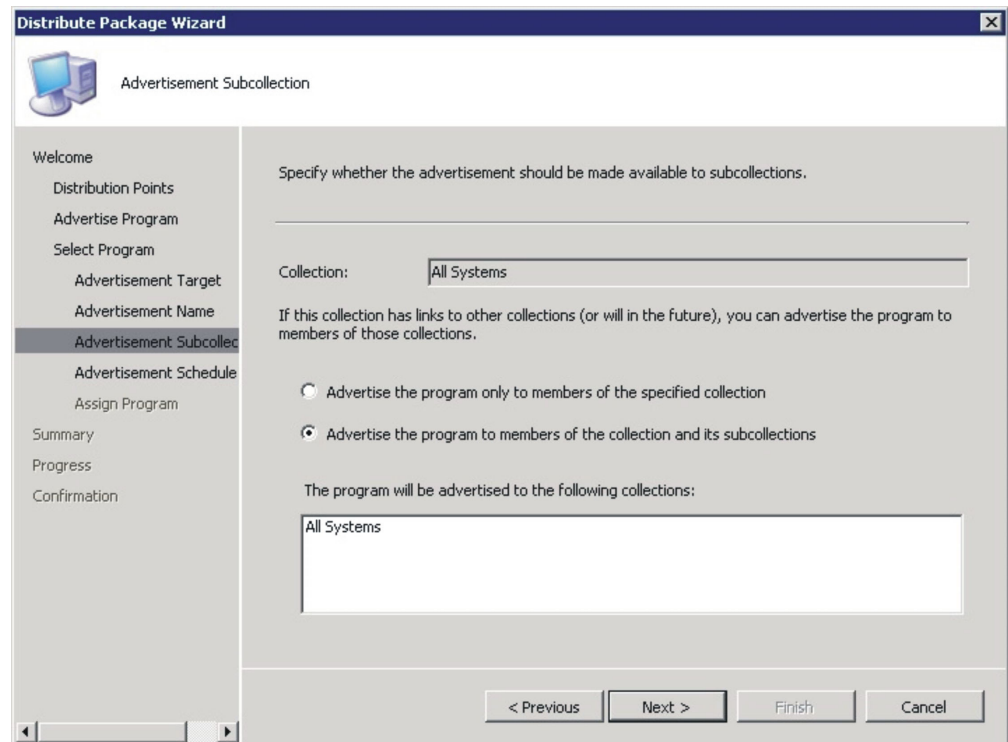 Distribute Package Wizard
Advertisement Subcollection
Welcome
Distribution Points
Advertise Program
Select Program
Advertisement Target
Advertisement Name
Advertisement Subcollec
Advertisement Schedule
Assign Program
Summary
Progress
Confirmation
Specify whether the advertisement should be made available to subcollections.
Collection: All Systems
If this collection has links to other collections (or will in the future), you can advertise the program to
members of those collections.
Advertise the program only to members of the specified collection
Advertise the program to members of the collection and its subcollections
The program will be advertised to the following collections:
All Systems
< Previous Next > Finish Cancel